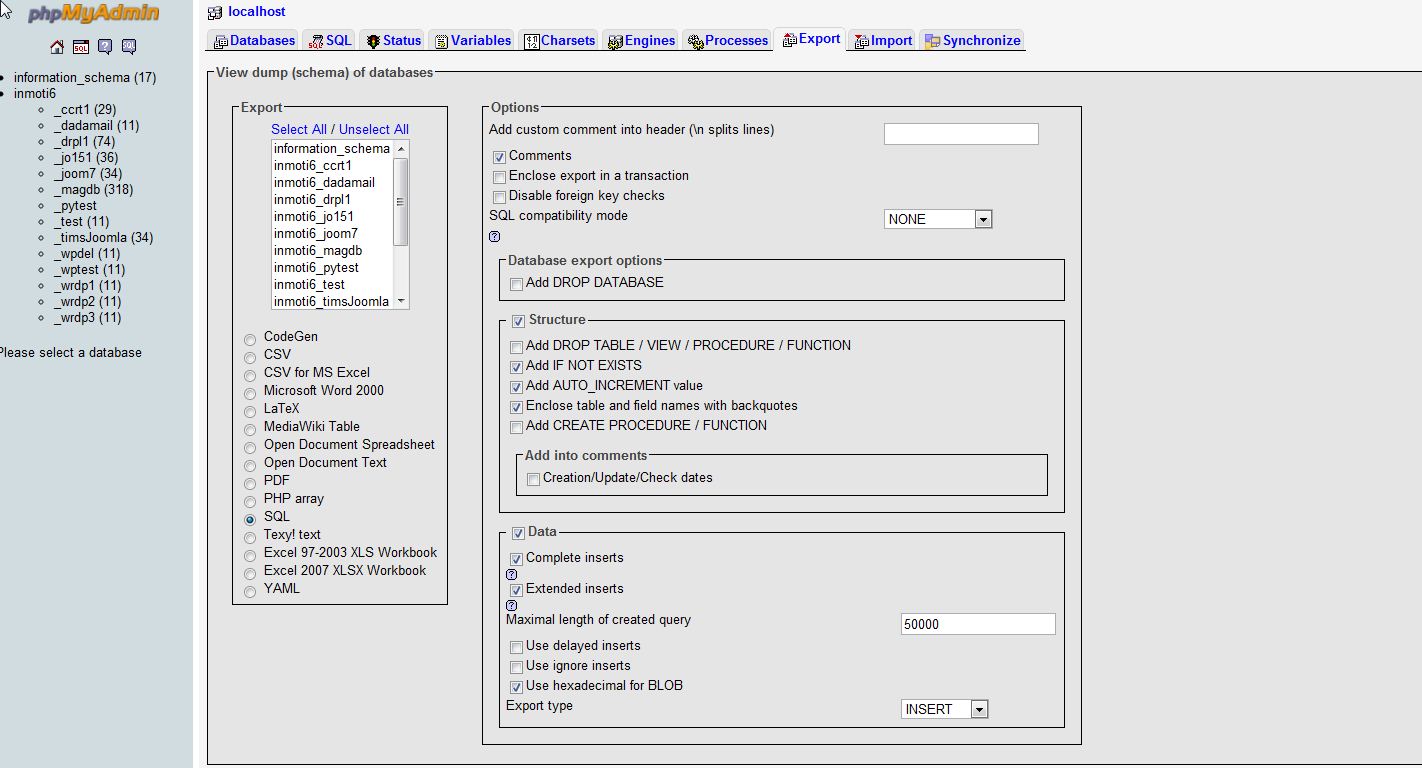 phpMyAdmin
SQL
information_schema (17)
inmoti6
_ccrt1 (29)
_dadamail (11)
_drpl1 (74)
_jo151 (36)
_joom7 (34)
_magdb (318)
_pytest
_test (11)
_timsJoomla (34)
_wpdel (11)
_wptest (11)
_wrdp1 (11)
_wrdp2 (11)
_wrdp3 (11)
Please select a database
localhost
Databases SQL Status Variables Charsets Engines Processes Export Import Synchronize
View dump (schema) of databases
Export
Select All / Unselect All
information_schema
inmoti6_ccrt1
inmoti6_dadamail
inmoti6_drpl1
inmoti6_jo151
inmoti6_joom7
inmoti6_magdb
inmoti6_pytest
inmoti6_test
inmoti6_timsJoomla
CodeGen
CSV
CSV for MS Excel
Microsoft Word 2000
LaTeX
MediaWiki Table
Open Document Spreadsheet
Open Document Text
PDF
PHP array
SQL
Texy! text
Excel 97-2003 XLS Workbook
Excel 2007 XLSX Workbook
YAML
Options
Add custom comment into header (\n splits lines)
Comments
Enclose export in a transaction
Disable foreign key checks
SQL compatibility mode NONE
Database export options
Add DROP DATABASE
Structure
Add DROP TABLE / VIEW / PROCEDURE / FUNCTION
Add IF NOT EXISTS
Add AUTO_INCREMENT value
Enclose table and field names with backquotes
Add CREATE PROCEDURE / FUNCTION
Add into comments
Creation/Update/Check dates
Data
Complete inserts
Extended inserts
Maximal length of created query 50000
Use delayed inserts
Use ignore inserts
Use hexadecimal for BLOB
Export type INSERT